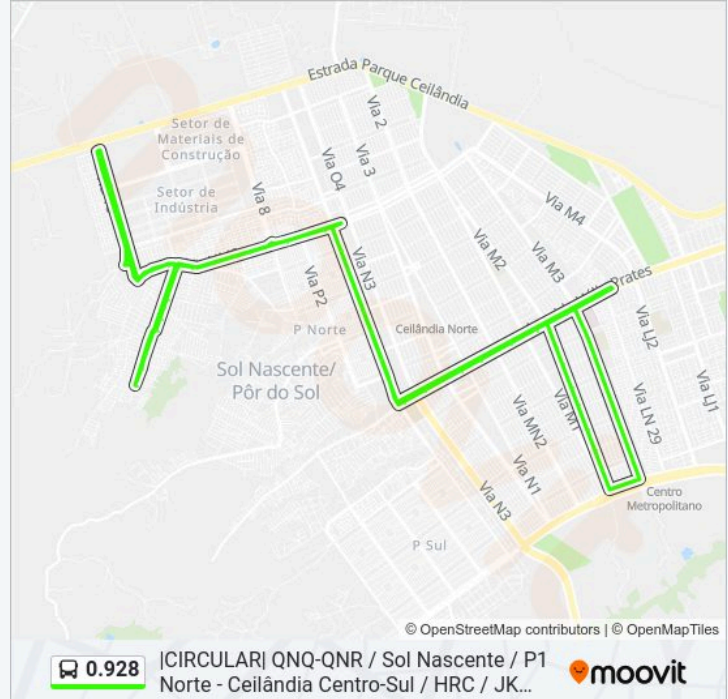 Estrada Parque Ceilândia
Via 2
Setor de
Materiais de
Construção
Via 3
Via O4
Setor de
Indústria
Via 8
Via M4
Via M2
Via M3
Via N3
Prates
Via P2
P Norte
Ceilândia Norte
Via LJ2
Sol Nascente/
Pôr do Sol
Via LJ1
Via M1
Via LN 29
Via MN2
Via N1
Via N3
Centro
Metropolitano
P Sul
© OpenStreetMap contributors | © OpenMapTiles
0.928
|CIRCULAR| QNQ-QNR / Sol Nascente / P1
Norte - Ceilândia Centro-Sul / HRC / JK...
moovit